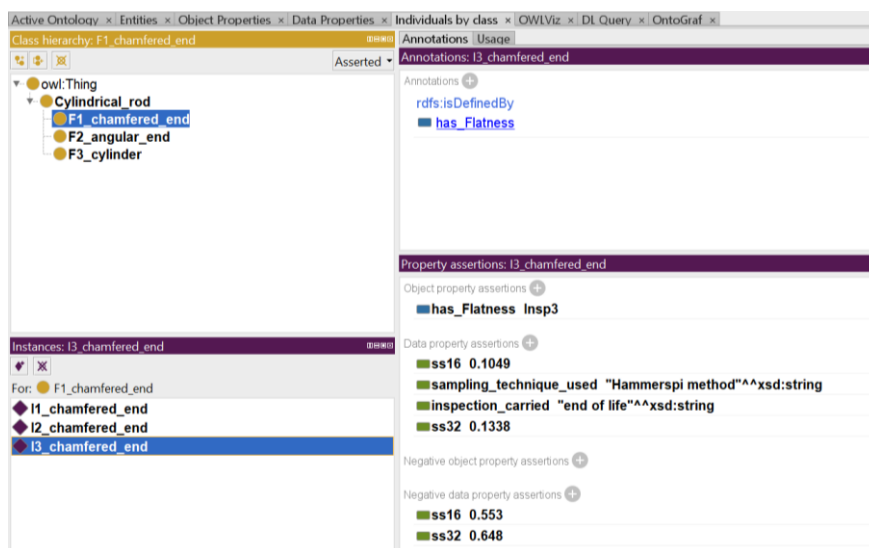 Active Ontology × Entities × Object Properties × Data Properties × Individuals by class × OWLViz × DL Query × OntoGraf ×
Class hierarchy: F1_chamfered_end
Asserted
owl:Thing
Cylindrical_rod
F1_chamfered_end
F2_angular_end
F3_cylinder
Instances: I3_chamfered_end
For: F1_chamfered_end
I1_chamfered_end
I2_chamfered_end
I3_chamfered_end
Annotations Usage
Annotations: I3_chamfered_end
Annotations
rdfs:isDefinedBy
has_Flatness
Property assertions: I3_chamfered_end
Object property assertions
has_Flatness Insp3
Data property assertions
ss16 0.1049
sampling_technique_used "Hammerspi method"^^xsd:string
inspection_carried "end of life"^^xsd:string
ss32 0.1338
Negative object property assertions
Negative data property assertions
ss16 0.553
ss32 0.648